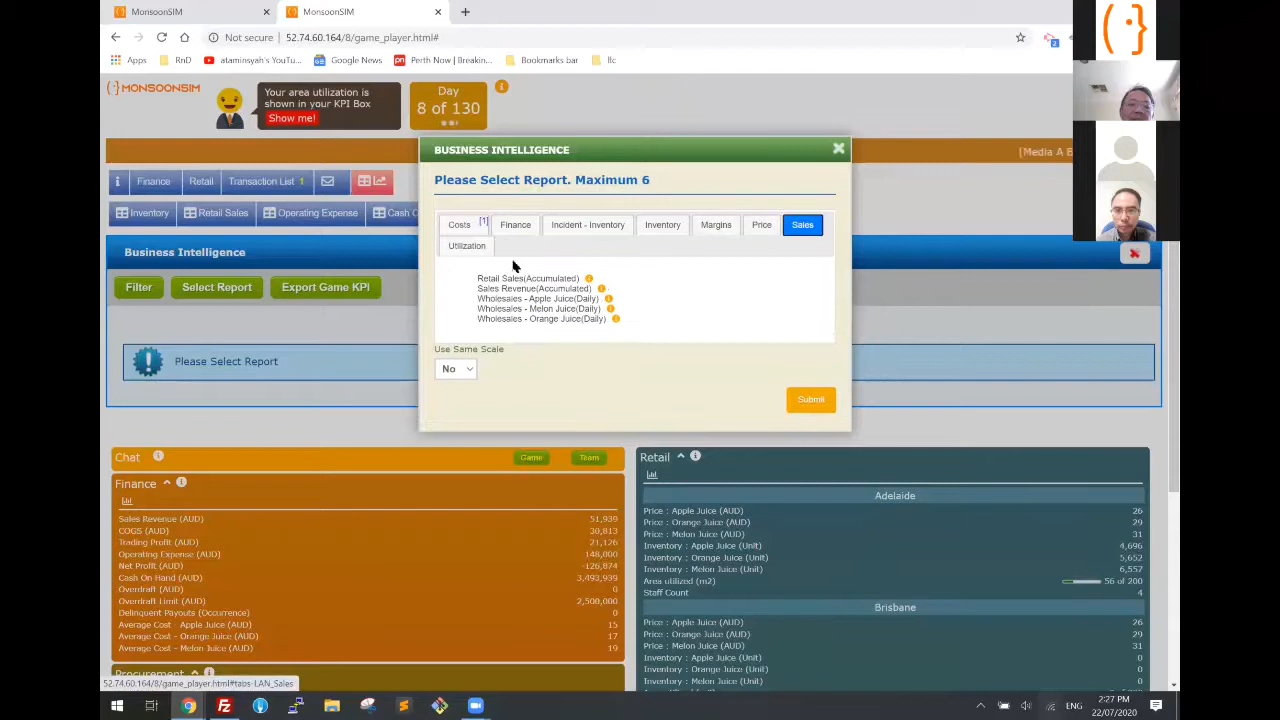 MonsoonSIM
MonsoonSIM
Not secure
52.74.60.164/8/game_player.html#
2
Apps
RnD
ataminsyah's YouT...
Google News
Perth Now | Breakin...
Bookmarks bar
llc
MONSOONSIM
Your area utilization is
shown in your KPI Box
Show me!
Day
8 of 130
[Media A B
Finance
Retail
Transaction List 1
Inventory
Retail Sales
Operating Expense
Cash O
Business Intelligence
Filter
Select Report
Export Game KPI
Please Select Report
BUSINESS INTELLIGENCE
Please Select Report. Maximum 6
Costs
[1]
Finance
Incident - Inventory
Inventory
Margins
Price
Sales
Utilization
Retail Sales(Accumulated)
Sales Revenue(Accumulated)
Wholesales - Apple Juice(Daily)
Wholesales - Melon Juice(Daily)
Wholesales - Orange Juice(Daily)
Use Same Scale
No
Submit
Chat
Game
Team
Finance
Sales Revenue (AUD) 51,939
COGS (AUD) 30,813
Trading Profit (AUD) 21,126
Operating Expense (AUD) 148,000
Net Profit (AUD) -126,874
Cash On Hand (AUD) 3,493,939
Overdraft (AUD) 0
Overdraft Limit (AUD) 2,500,000
Delinquent Payouts (Occurrence) 0
Average Cost - Apple Juice (AUD) 15
Average Cost - Orange Juice (AUD) 17
Average Cost - Melon Juice (AUD) 19
Procurement
Retail
Adelaide
Price : Apple Juice (AUD) 26
Price : Orange Juice (AUD) 29
Price : Melon Juice (AUD) 31
Inventory : Apple Juice (Unit) 4,696
Inventory : Orange Juice (Unit) 5,652
Inventory : Melon Juice (Unit) 6,557
Area utilized (m2) 56 of 200
Staff Count 4
Brisbane
Price : Apple Juice (AUD) 26
Price : Orange Juice (AUD) 29
Price : Melon Juice (AUD) 31
Inventory : Apple Juice (Unit) 0
Inventory : Orange Juice (Unit) 0
52.74.60.164/8/game_player.html#tabs-LAN_Sales
ENG
2:27 PM
22/07/2020